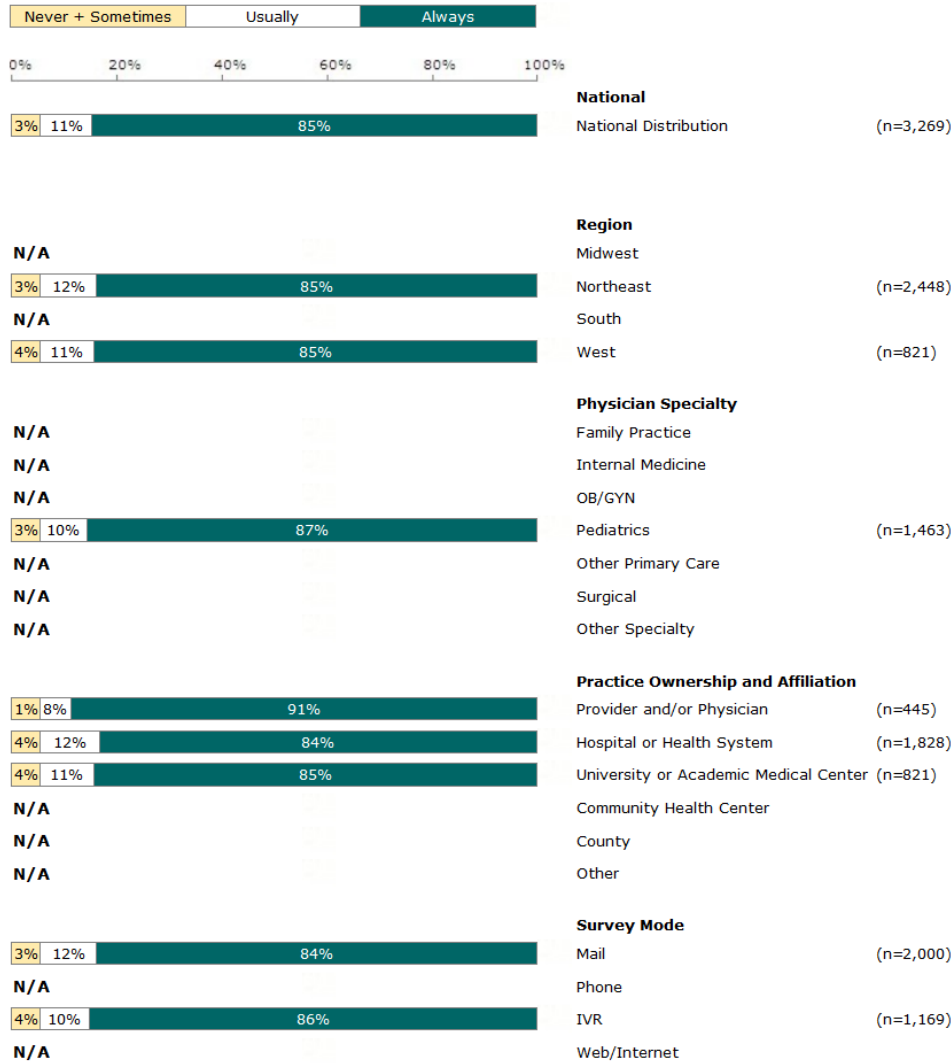 Never + Sometimes Usually Always
0% 20% 40% 60% 80% 100%
National
3% 11% 85% National Distribution (n=3,269)
Region
N/A Midwest
3% 12% 85% Northeast (n=2,448)
N/A South
4% 11% 85% West (n=821)
Physician Specialty
N/A Family Practice
N/A Internal Medicine
N/A OB/GYN
3% 10% 87% Pediatrics (n=1,463)
N/A Other Primary Care
N/A Surgical
N/A Other Specialty
Practice Ownership and Affiliation
1% 8% 91% Provider and/or Physician (n=445)
4% 12% 84% Hospital or Health System (n=1,828)
4% 11% 85% University or Academic Medical Center (n=821)
N/A Community Health Center
N/A County
N/A Other
Survey Mode
3% 12% 84% Mail (n=2,000)
N/A Phone
4% 10% 86% IVR (n=1,169)
N/A Web/Internet